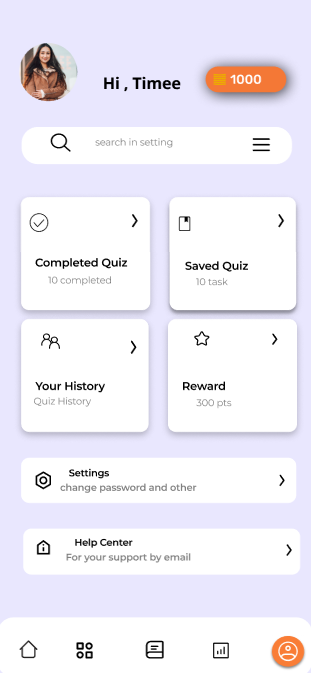 Hi , Timee
1000
search in setting
Completed Quiz
10 completed
Saved Quiz
10 task
Your History
Quiz History
Reward
300 pts
Settings
change password and other
Help Center
For your support by email